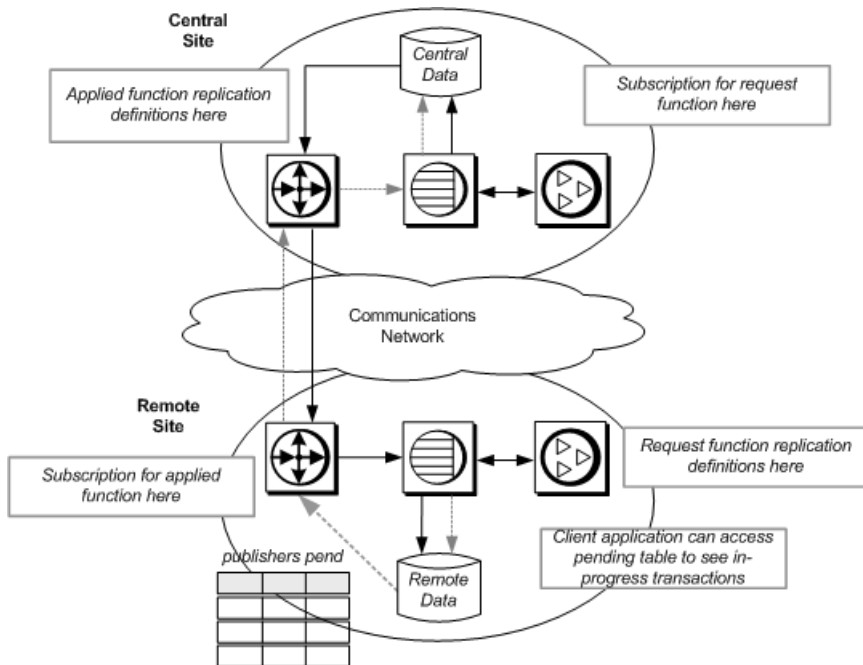 Central
Site
Central
Data
Applied function replication
definitions here
Subscription for request
function here
Communications
Network
Remote
Site
Subscription for applied
function here
Request function replication
definitions here
Client application can access
pending table to see in-
progress transactions
publishers pend
Remote
Data